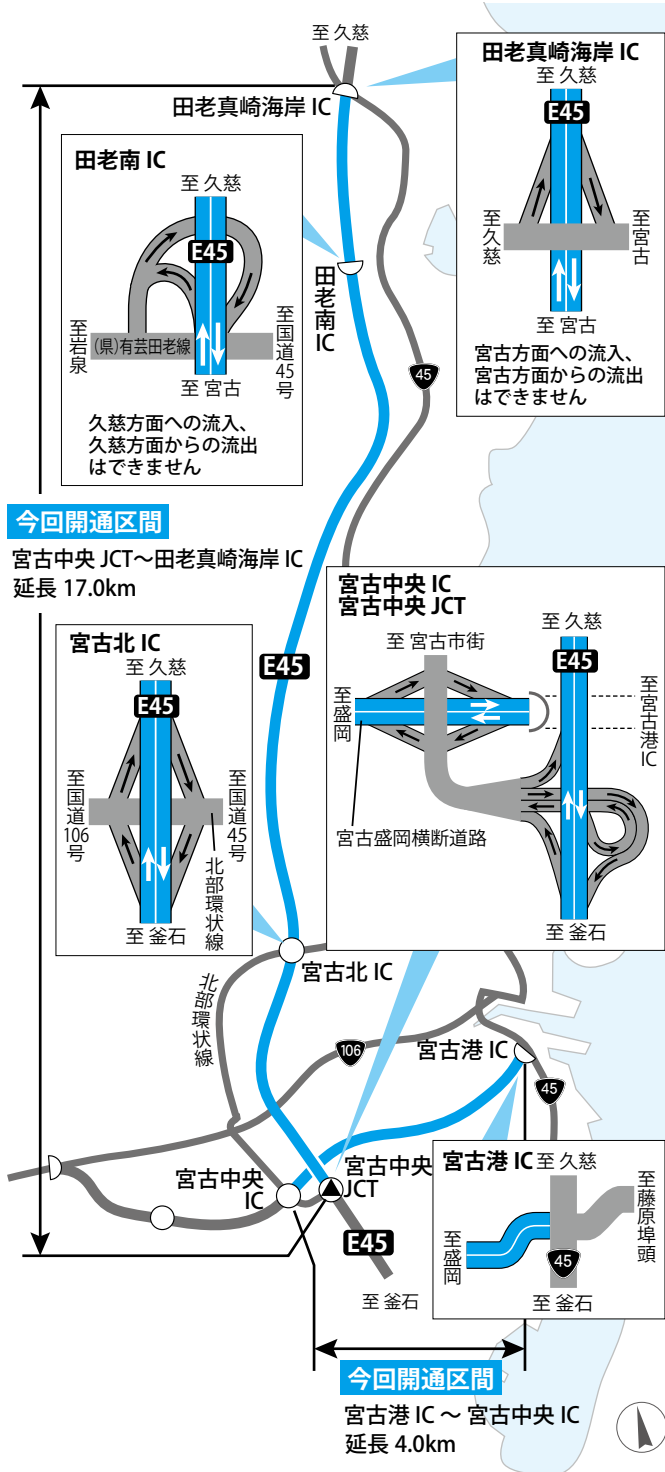 至 久慈
田老真崎海岸 IC
田老南 IC
至 久慈
E45
至岩泉
(県)有芸田老線
至国道45号
至 宮古
久慈方面への流入、
久慈方面からの流出
はできません
田老真崎海岸 IC
至 久慈
E45
至久慈
至宮古
至 宮古
宮古方面への流入、
宮古方面からの流出
はできません
田老南IC
45
今回開通区間
宮古中央 JCT～田老真崎海岸 IC
延長 17.0km
宮古北 IC
至 久慈
E45
至国道106号
至国道45号
北部環状線
至 釜石
E45
宮古中央 IC
宮古中央 JCT
至 宮古市街
至 久慈
E45
至盛岡
至宮古港IC
宮古盛岡横断道路
至 釜石
宮古北 IC
北部環状線
106
宮古港 IC
45
宮古中央
IC
宮古中央
JCT
E45
至 釜石
宮古港 IC
至 久慈
至盛岡
至藤原埠頭
45
至 釜石
今回開通区間
宮古港 IC ～ 宮古中央 IC
延長 4.0km